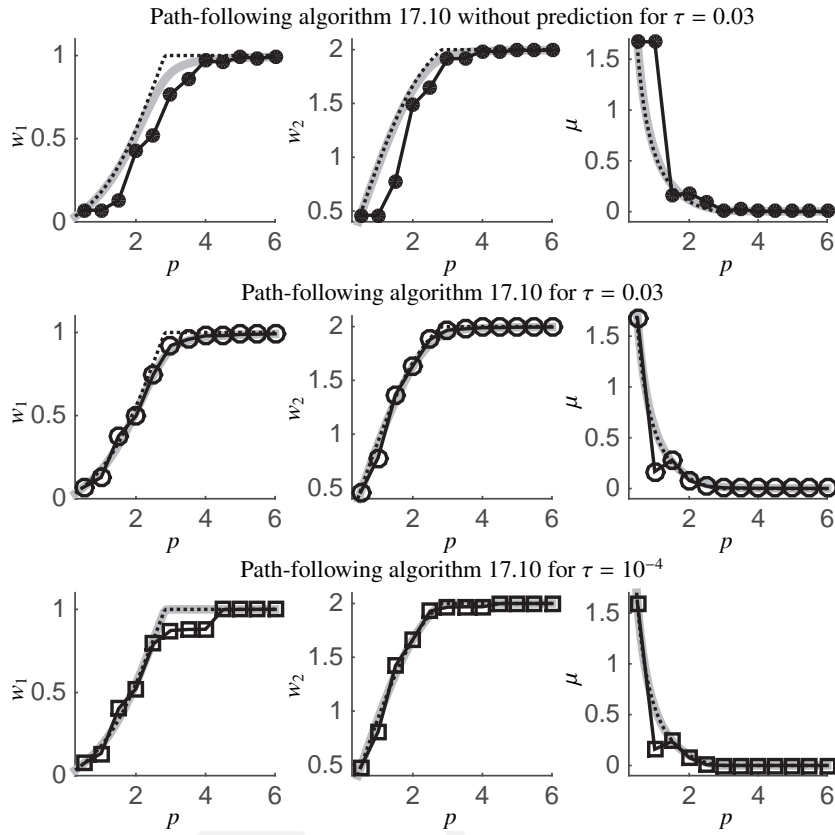 Path-following algorithm 17.10 without prediction for τ = 0.03
1
0.5
0
w₁
2 4 6
p
2
1.5
1
0.5
w₂
2 4 6
p
1.5
1
0.5
0
μ
2 4 6
p
Path-following algorithm 17.10 for τ = 0.03
1
0.5
0
w₁
2 4 6
p
2
1.5
1
0.5
w₂
2 4 6
p
1.5
1
0.5
0
μ
2 4 6
p
Path-following algorithm 17.10 for τ = 10⁻⁴
1
0.5
0
w₁
2 4 6
p
2
1.5
1
0.5
w₂
2 4 6
p
1.5
1
0.5
0
μ
2 4 6
p